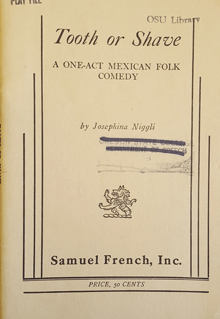 PLAY FILE
OSU Library
Tooth or Shave
A ONE-ACT MEXICAN FOLK
COMEDY
by Josephina Niggli
Samuel French, Inc.
PRICE, 30 CENTS